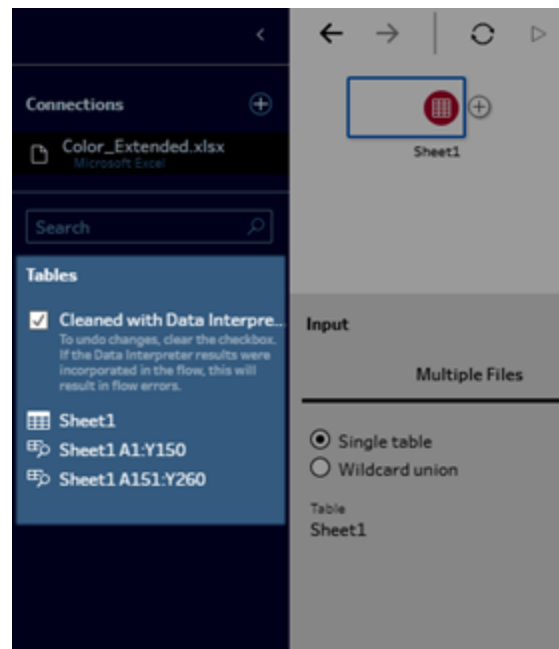 Connections
Color_Extended.xlsx
Microsoft Excel
Search
Tables
Cleaned with Data Interpre...
To undo changes, clear the checkbox.
If the Data Interpreter results were
incorporated in the flow, this will
result in flow errors.
Sheet1
Sheet1 A1:Y150
Sheet1 A151:Y260
Sheet1
Input
Multiple Files
Single table
Wildcard union
Table
Sheet1